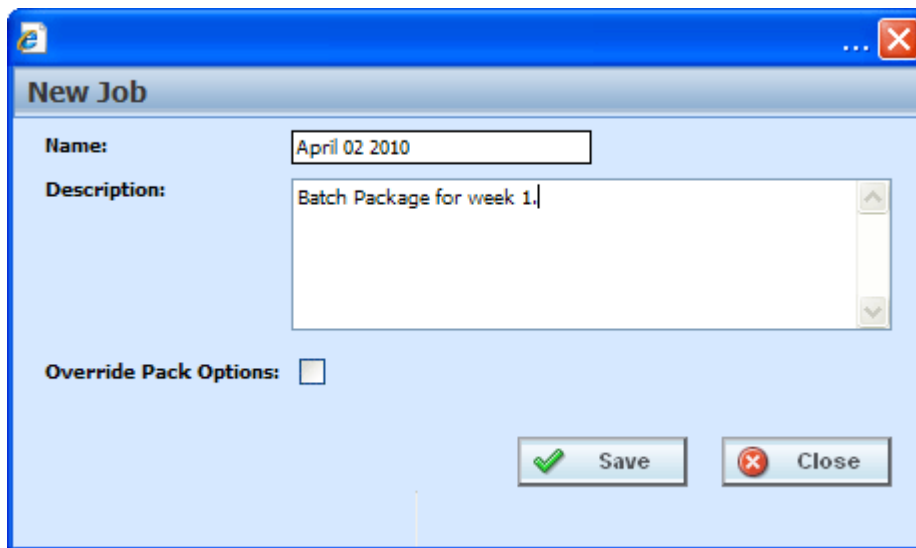 ...
New Job
Name: April 02 2010
Description: Batch Package for week 1.
Override Pack Options:
Save Close